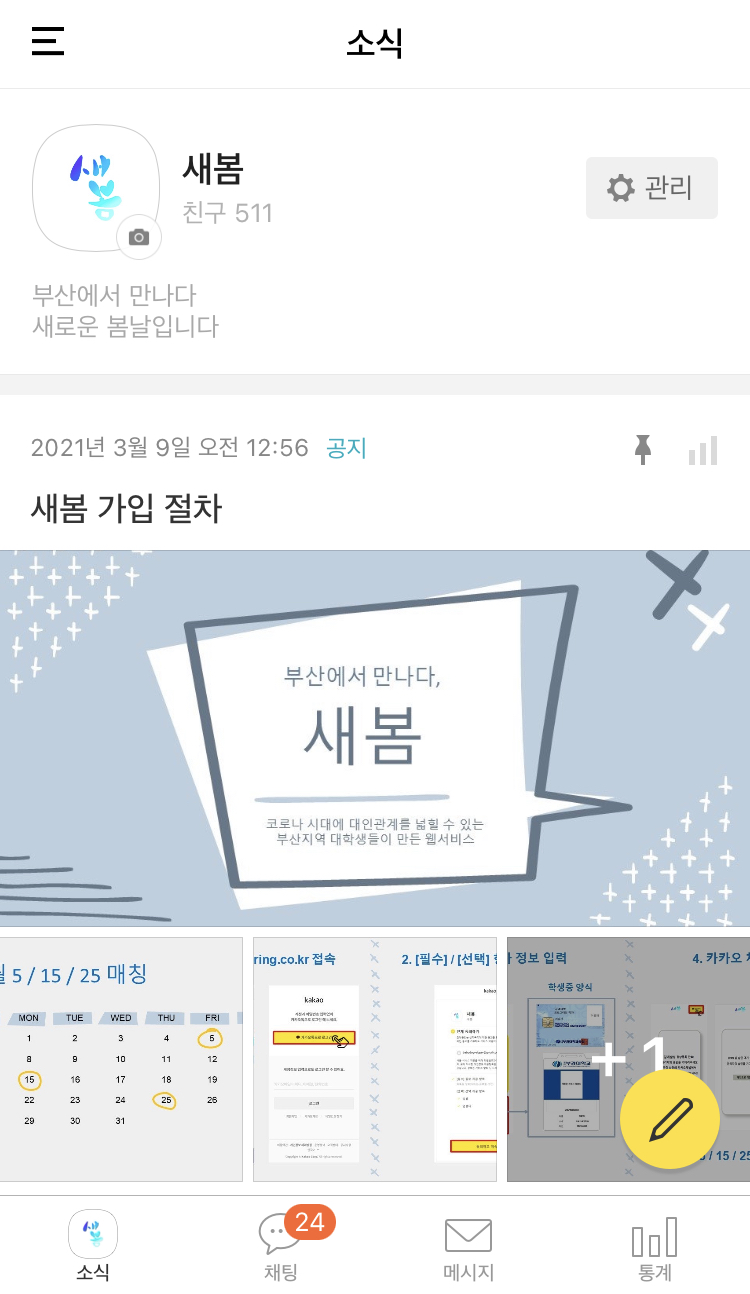 소식
새봄
새봄
친구 511
관리
부산에서 만나다
새로운 봄날입니다
2021년 3월 9일 오전 12:56 공지
새봄 가입 절차
부산에서 만나다,
새봄
코로나 시대에 대인관계를 넓힐 수 있는
부산지역 대학생들이 만든 웹서비스
5 / 15 / 25 매칭
MON TUE WED THU FRI
1 2 3 4 5
8 9 10 11 12
15 16 17 18 19
22 23 24 25 26
29 30 31
ring.co.kr 접속
kakao
로그인
2. [필수] / [선택]
kakao
새봄
정보 입력
학생증 양식
4. 카카오
/ 15 / 25
+ 1
소식
24
채팅
메시지
통계